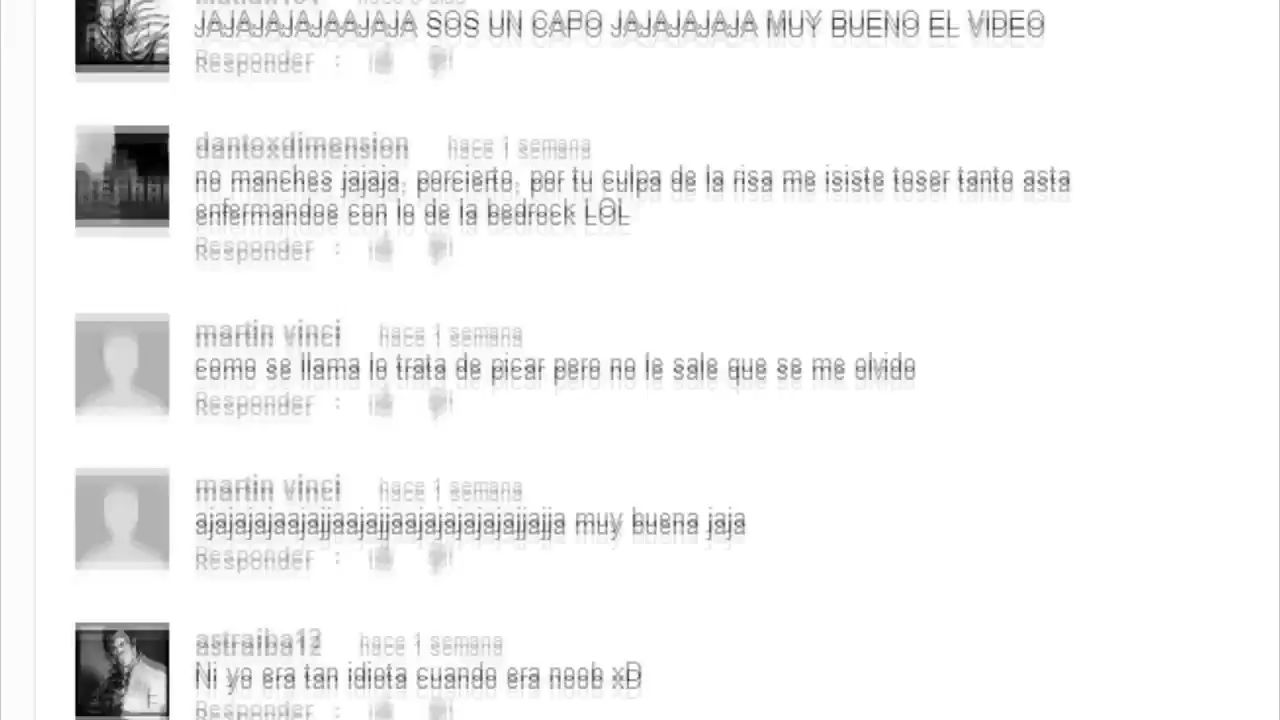 JAJAJAJAJAAJAJA SOS UN CAPO JAJAJAJAJA MUY BUENO EL VIDEO
Responder :
dantoxdimension hace 1 semana
no manches jajaja, porcierto, por tu culpa de la risa me isiste toser tanto asta
enfermandoe con lo de la bedrock LOL
Responder :
martin vinci hace 1 semana
como se llama lo trata de picar pero no le sale que se me olvido
Responder :
martin vinci hace 1 semana
ajajajajaajajjaajajjaajajajajajajjajja muy buena jaja
Responder :
astraiba12 hace 1 semana
Ni yo era tan idiota cuando era noob xD
Responder :